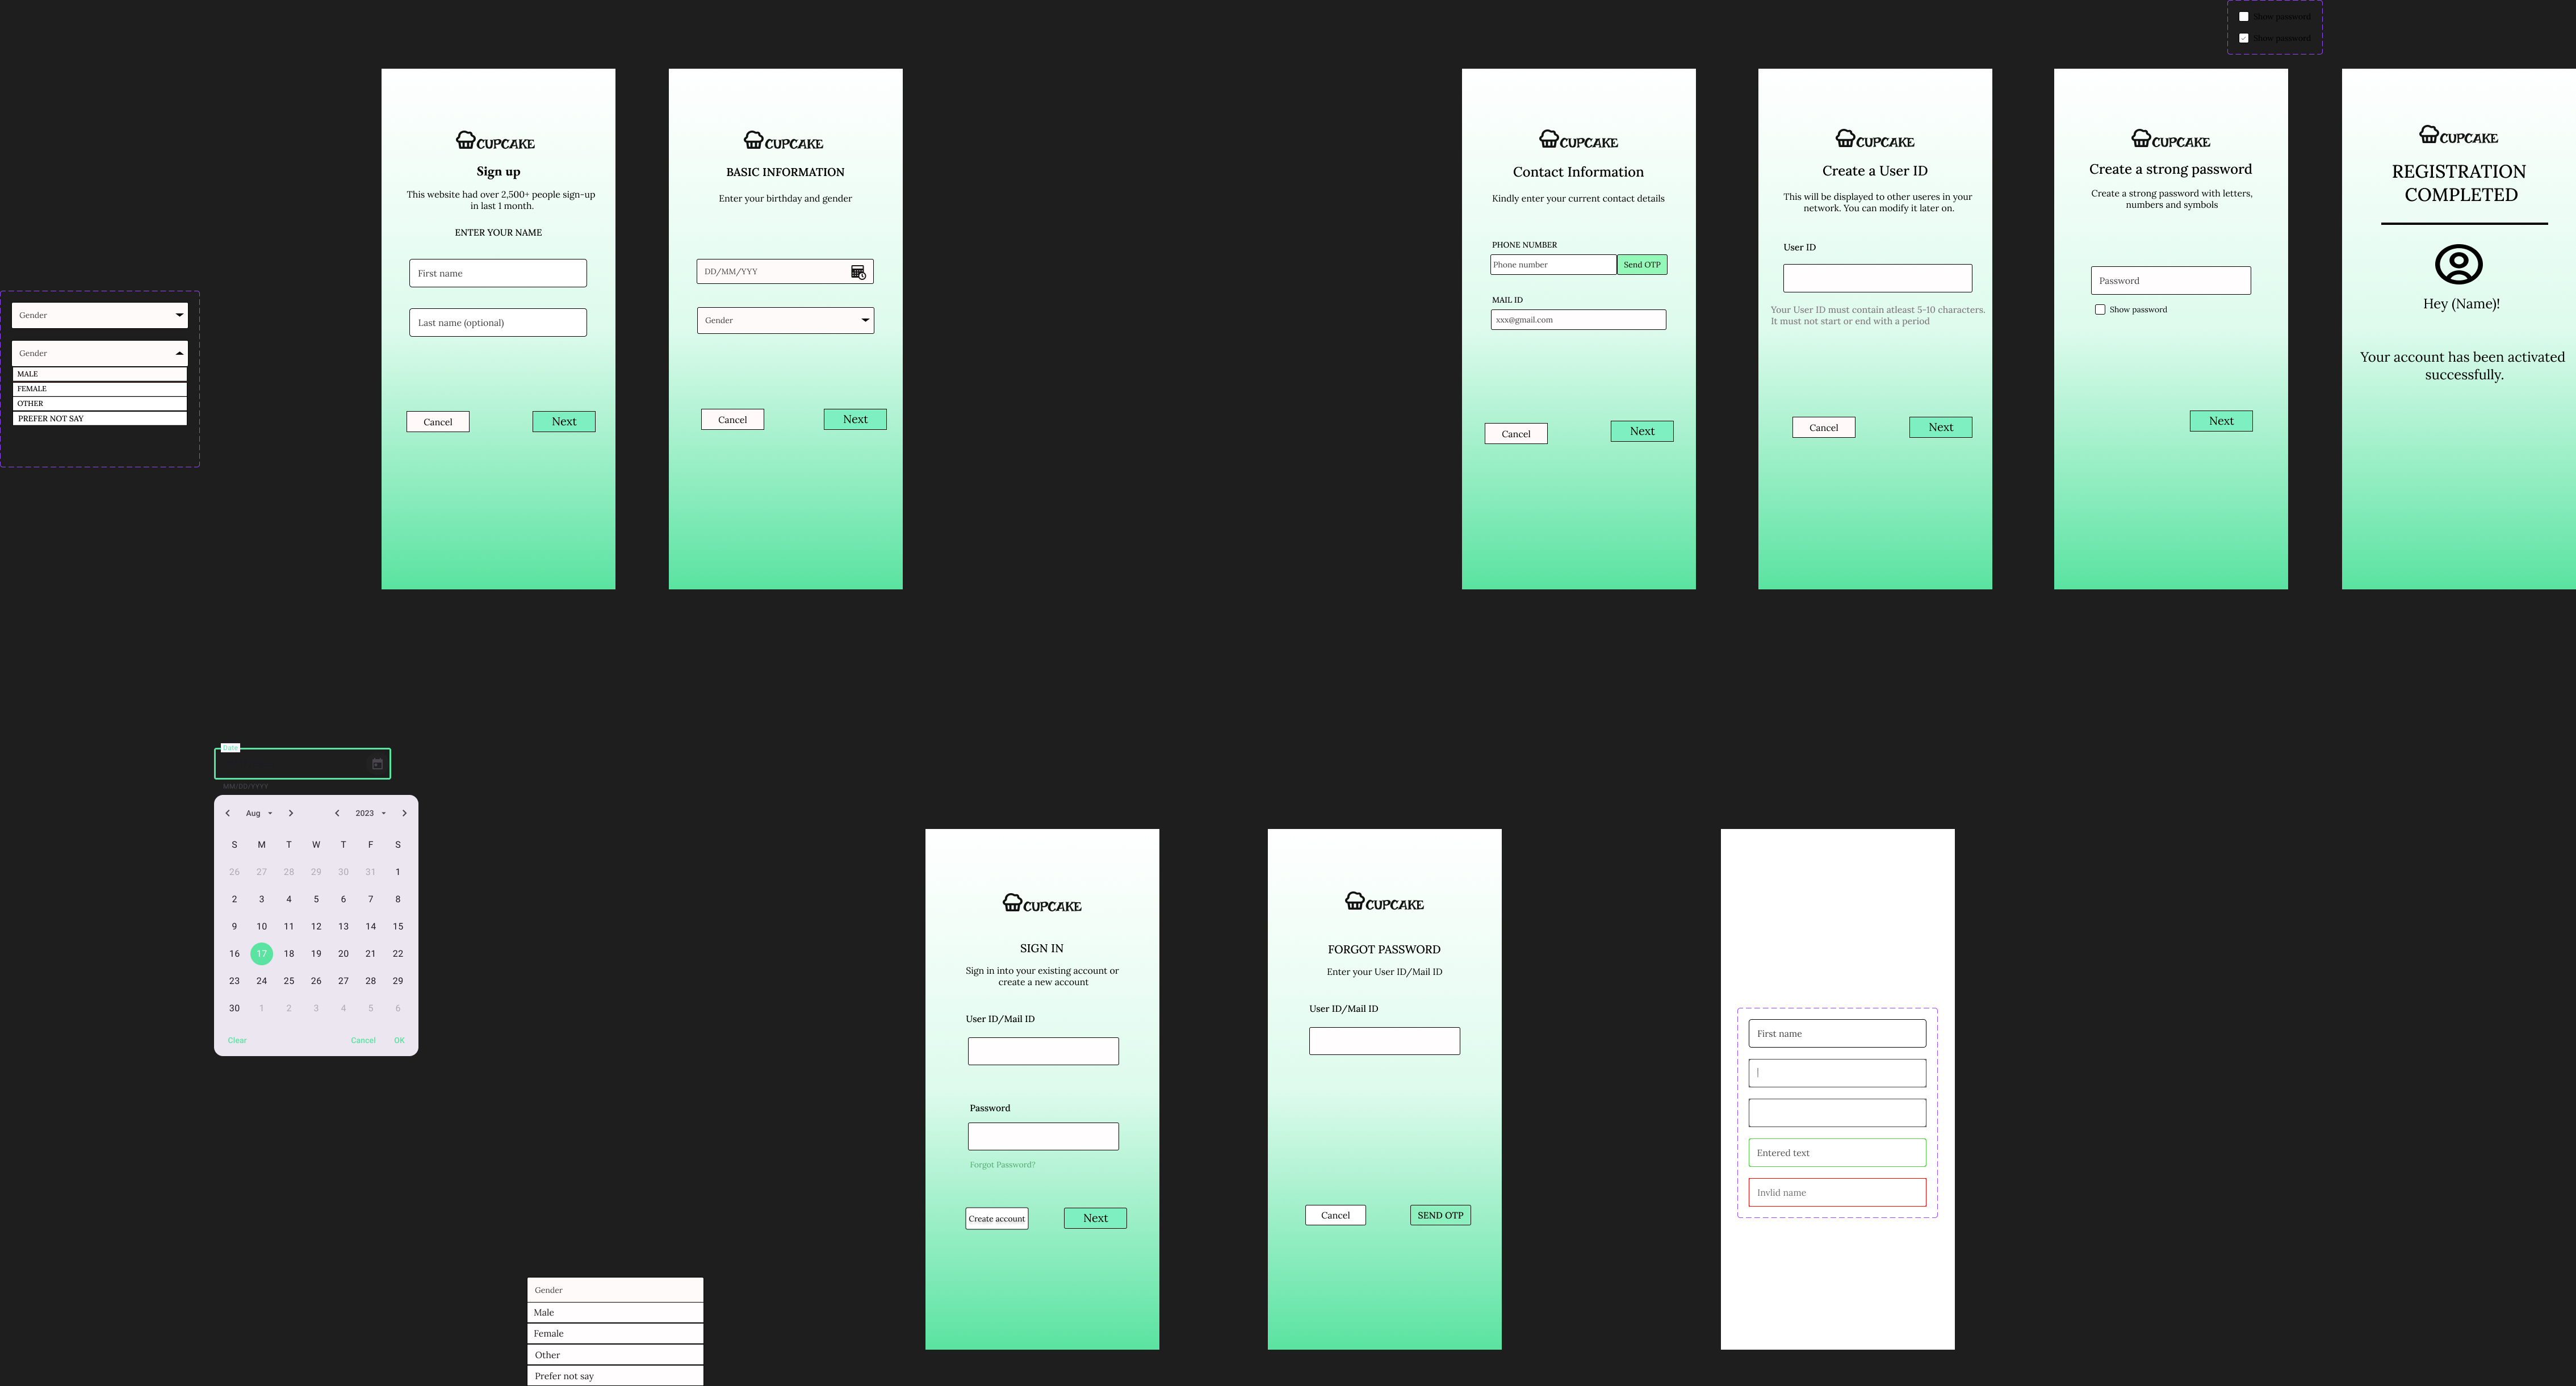 Show password
Show password
CUPCAKE
Sign up
This website had over 2,500+ people sign-up
in last 1 month.
ENTER YOUR NAME
First name
Last name (optional)
Cancel
Next
CUPCAKE
BASIC INFORMATION
Enter your birthday and gender
DD/MM/YYY
Gender
Cancel
Next
CUPCAKE
Contact Information
Kindly enter your current contact details
PHONE NUMBER
Phone number
Send OTP
MAIL ID
xxx@gmail.com
Cancel
Next
CUPCAKE
Create a User ID
This will be displayed to other useres in your
network. You can modify it later on.
User ID
Your User ID must contain atleast 5-10 characters.
It must not start or end with a period
Cancel
Next
CUPCAKE
Create a strong password
Create a strong password with letters,
numbers and symbols
Password
Show password
Next
CUPCAKE
REGISTRATION
COMPLETED
Hey (Name)!
Your account has been activated
successfully.
Gender
Gender
MALE
FEMALE
OTHER
PREFER NOT SAY
Date
MM/DD/YYYY
Aug 2023
S M T W T F S
26 27 28 29 30 31 1
2 3 4 5 6 7 8
9 10 11 12 13 14 15
16 17 18 19 20 21 22
23 24 25 26 27 28 29
30 1 2 3 4 5 6
Clear Cancel OK
CUPCAKE
SIGN IN
Sign in into your existing account or
create a new account
User ID/Mail ID
Password
Forgot Password?
Create account
Next
CUPCAKE
FORGOT PASSWORD
Enter your User ID/Mail ID
User ID/Mail ID
Cancel
SEND OTP
First name
Entered text
Invlid name
Gender
Male
Female
Other
Prefer not say